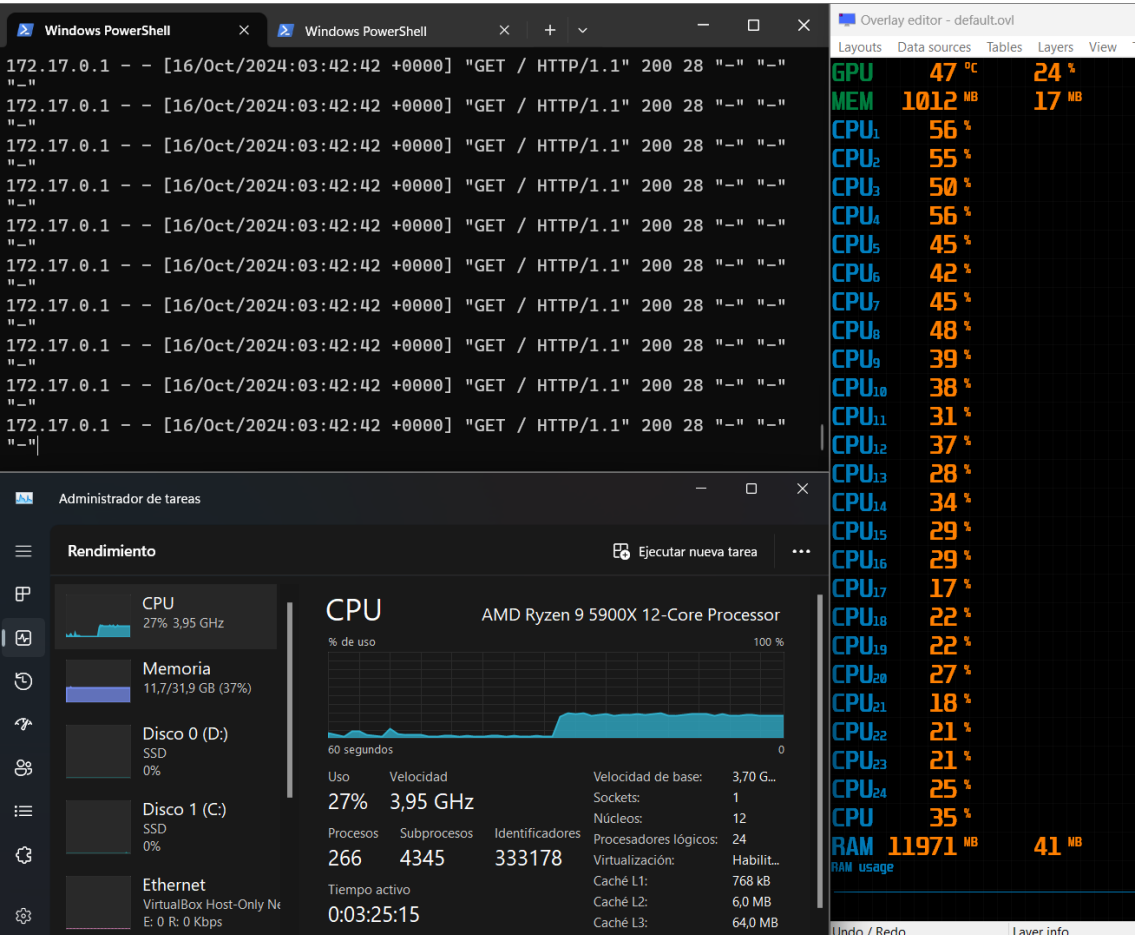 Windows PowerShell
Windows PowerShell
172.17.0.1 - - [16/Oct/2024:03:42:42 +0000] "GET / HTTP/1.1" 200 28 "-" "-"
"-"
172.17.0.1 - - [16/Oct/2024:03:42:42 +0000] "GET / HTTP/1.1" 200 28 "-" "-"
"-"
172.17.0.1 - - [16/Oct/2024:03:42:42 +0000] "GET / HTTP/1.1" 200 28 "-" "-"
"-"
172.17.0.1 - - [16/Oct/2024:03:42:42 +0000] "GET / HTTP/1.1" 200 28 "-" "-"
"-"
172.17.0.1 - - [16/Oct/2024:03:42:42 +0000] "GET / HTTP/1.1" 200 28 "-" "-"
"-"
172.17.0.1 - - [16/Oct/2024:03:42:42 +0000] "GET / HTTP/1.1" 200 28 "-" "-"
"-"
172.17.0.1 - - [16/Oct/2024:03:42:42 +0000] "GET / HTTP/1.1" 200 28 "-" "-"
"-"
172.17.0.1 - - [16/Oct/2024:03:42:42 +0000] "GET / HTTP/1.1" 200 28 "-" "-"
"-"
172.17.0.1 - - [16/Oct/2024:03:42:42 +0000] "GET / HTTP/1.1" 200 28 "-" "-"
"-"
172.17.0.1 - - [16/Oct/2024:03:42:42 +0000] "GET / HTTP/1.1" 200 28 "-" "-"
"-"
Administrador de tareas
Rendimiento
Ejecutar nueva tarea
CPU
27% 3,95 GHz
Memoria
11,7/31,9 GB (37%)
Disco 0 (D:)
SSD
0%
Disco 1 (C:)
SSD
0%
Ethernet
VirtualBox Host-Only Ne
E: 0 R: 0 Kbps
CPU AMD Ryzen 9 5900X 12-Core Processor
% de uso 100 %
60 segundos 0
Uso Velocidad
27% 3,95 GHz
Procesos Subprocesos Identificadores
266 4345 333178
Tiempo activo
0:03:25:15
Velocidad de base: 3,70 G...
Sockets: 1
Núcleos: 12
Procesadores lógicos: 24
Virtualización: Habilit...
Caché L1: 768 kB
Caché L2: 6,0 MB
Caché L3: 64,0 MB
Overlay editor - default.ovl
Layouts Data sources Tables Layers View
GPU 47 °C 24 %
MEM 1012 MB 17 MB
CPU1 56 %
CPU2 55 %
CPU3 50 %
CPU4 56 %
CPU5 45 %
CPU6 42 %
CPU7 45 %
CPU8 48 %
CPU9 39 %
CPU10 38 %
CPU11 31 %
CPU12 37 %
CPU13 28 %
CPU14 34 %
CPU15 29 %
CPU16 29 %
CPU17 17 %
CPU18 22 %
CPU19 22 %
CPU20 27 %
CPU21 18 %
CPU22 21 %
CPU23 21 %
CPU24 25 %
CPU 35 %
RAM 11971 MB 41 MB
RAM usage
Undo / Redo Layer info